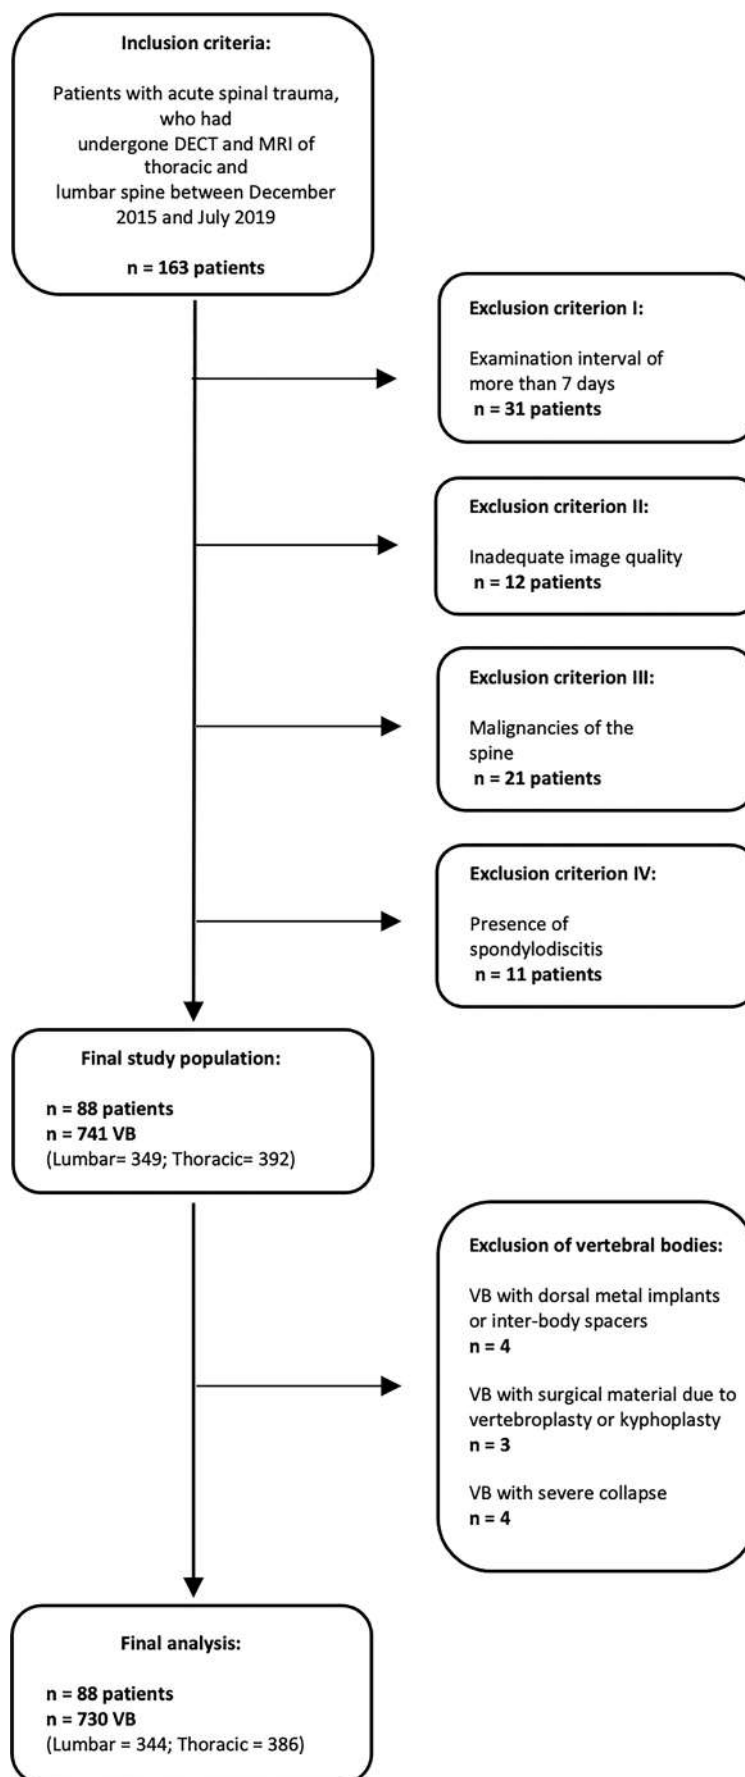 Inclusion criteria:
Patients with acute spinal trauma,
who had
undergone DECT and MRI of
thoracic and
lumbar spine between December
2015 and July 2019
n = 163 patients
Exclusion criterion I:
Examination interval of
more than 7 days
n = 31 patients
Exclusion criterion II:
Inadequate image quality
n = 12 patients
Exclusion criterion III:
Malignancies of the
spine
n = 21 patients
Exclusion criterion IV:
Presence of
spondylodiscitis
n = 11 patients
Final study population:
n = 88 patients
n = 741 VB
(Lumbar= 349; Thoracic= 392)
Exclusion of vertebral bodies:
VB with dorsal metal implants
or inter-body spacers
n = 4
VB with surgical material due to
vertebroplasty or kyphoplasty
n = 3
VB with severe collapse
n = 4
Final analysis:
n = 88 patients
n = 730 VB
(Lumbar = 344; Thoracic = 386)